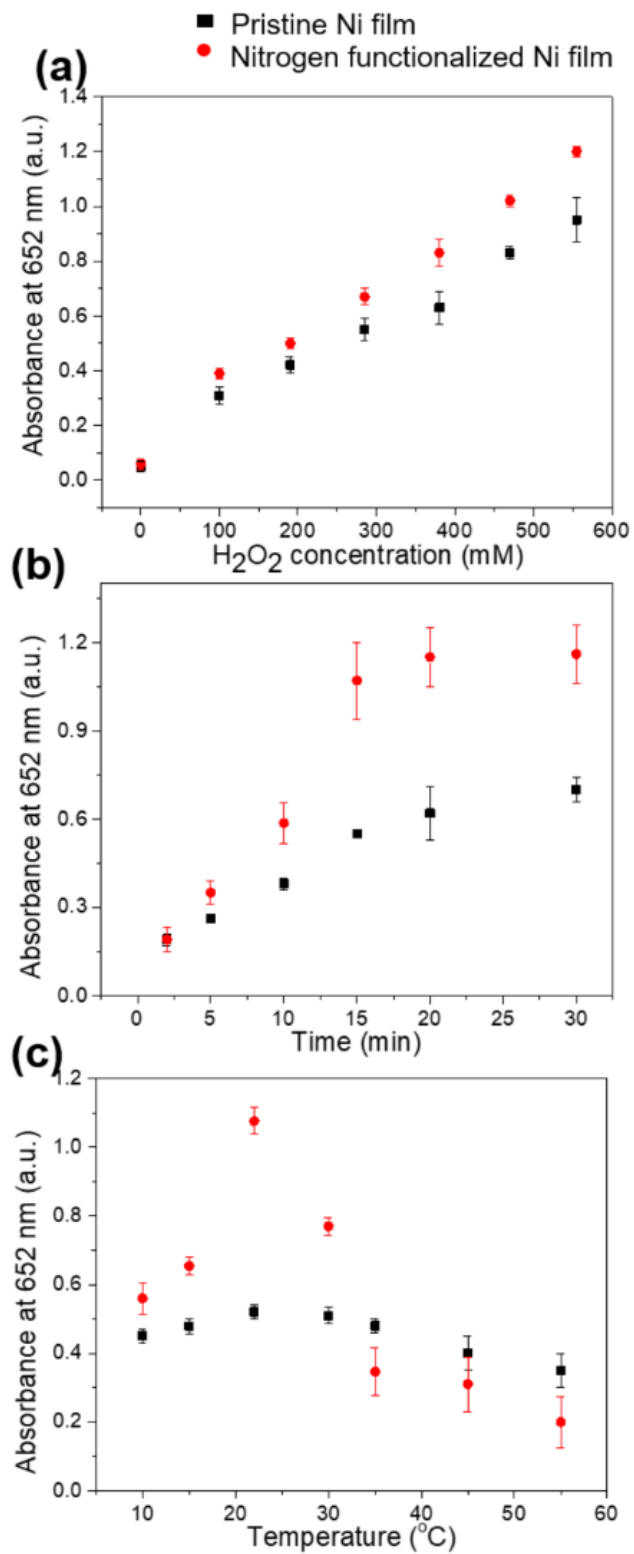 Pristine Ni film
Nitrogen functionalized Ni film
(a)
1.4
1.2
1.0
0.8
0.6
0.4
0.2
0.0
Absorbance at 652 nm (a.u.)
0 100 200 300 400 500 600
H₂O₂ concentration (mM)
(b)
1.2
0.9
0.6
0.3
0.0
Absorbance at 652 nm (a.u.)
0 5 10 15 20 25 30
Time (min)
(c)
1.2
1.0
0.8
0.6
0.4
0.2
0.0
Absorbance at 652 nm (a.u.)
10 20 30 40 50 60
Temperature (°C)